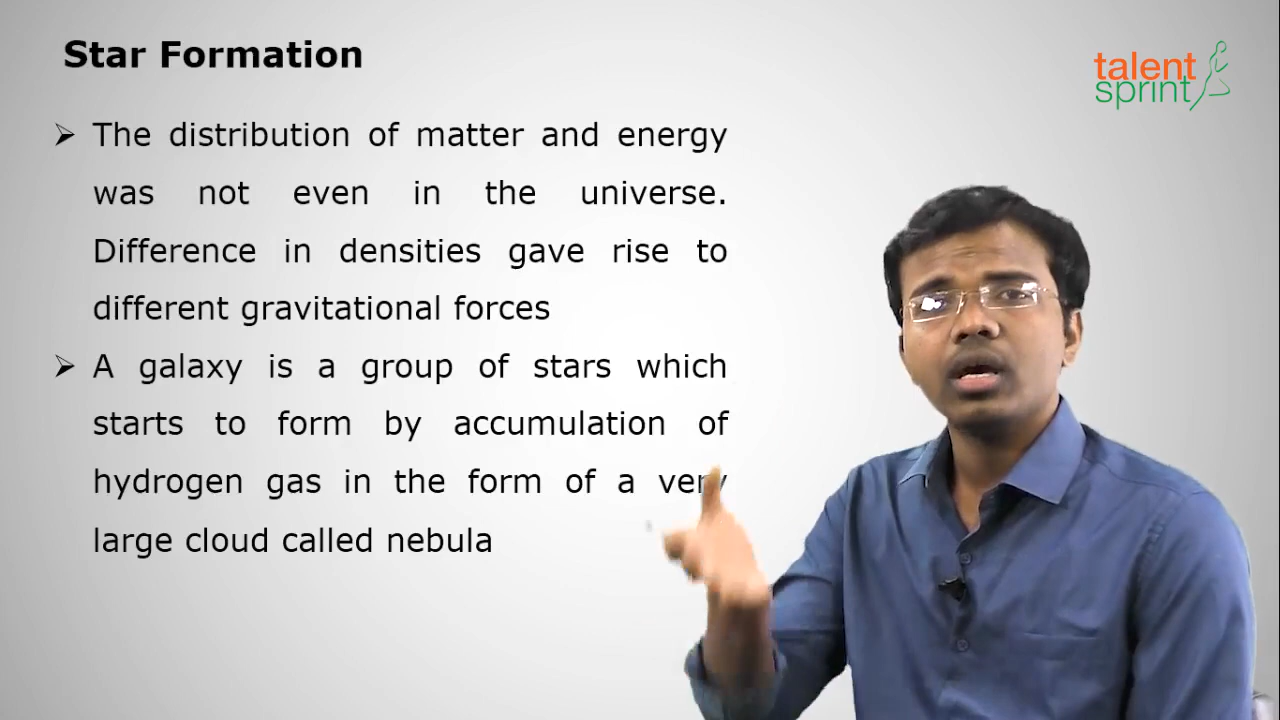 Star Formation
talent
sprint
➢ The distribution of matter and energy
was not even in the universe.
Difference in densities gave rise to
different gravitational forces
➢ A galaxy is a group of stars which
starts to form by accumulation of
hydrogen gas in the form of a very
large cloud called nebula